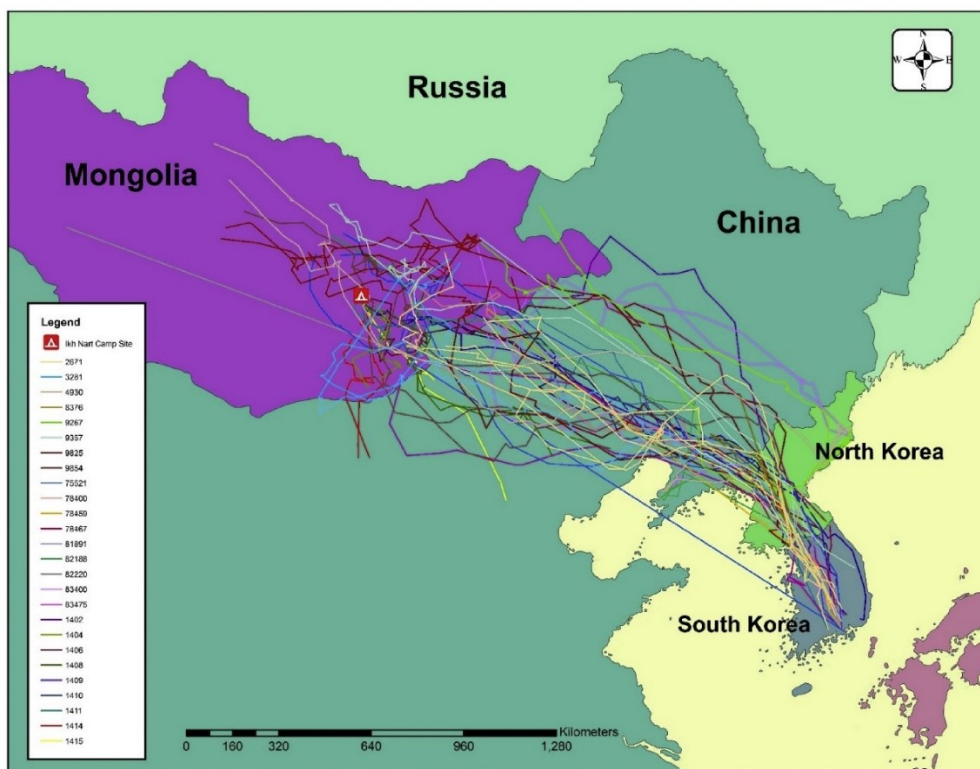 N
W E
S
Russia
Mongolia
China
North Korea
South Korea
Legend
Ikh Nart Camp Site
2671
3281
4930
8376
9267
9357
9825
9854
75521
78400
78489
78467
81891
82188
82220
83400
83475
1402
1404
1406
1408
1409
1410
1411
1414
1415
Kilometers
0 160 320 640 960 1,280